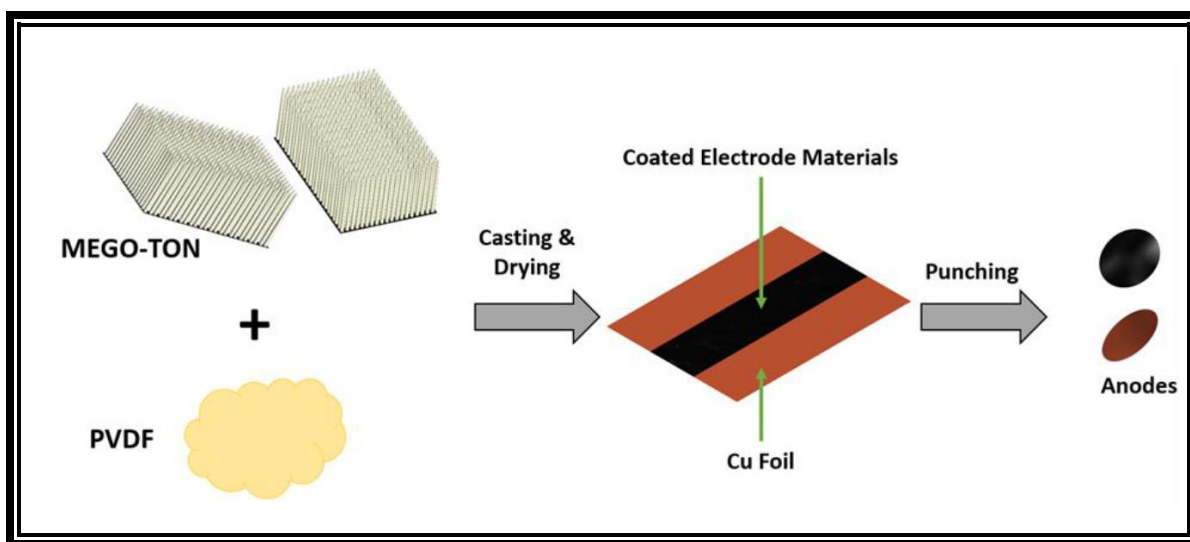 MEGO-TON
+
PVDF
Casting &
Drying
Coated Electrode Materials
Cu Foil
Punching
Anodes